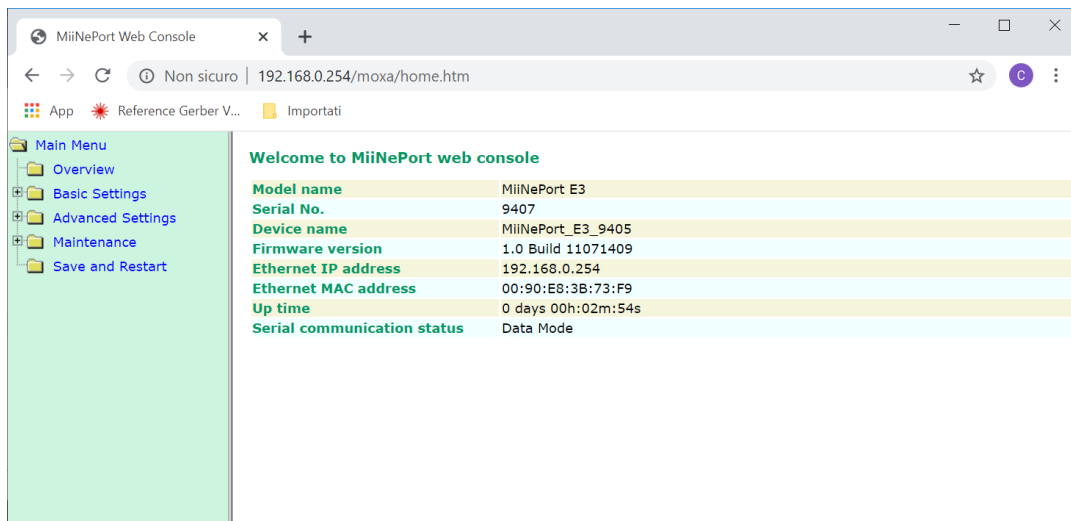 MiiNePort Web Console
Non sicuro 192.168.0.254/moxa/home.htm
C
App Reference Gerber V... Importati
Main Menu
Overview
Basic Settings
Advanced Settings
Maintenance
Save and Restart
Welcome to MiiNePort web console
Model name MiiNePort E3
Serial No. 9407
Device name MiiNePort_E3_9405
Firmware version 1.0 Build 11071409
Ethernet IP address 192.168.0.254
Ethernet MAC address 00:90:E8:3B:73:F9
Up time 0 days 00h:02m:54s
Serial communication status Data Mode